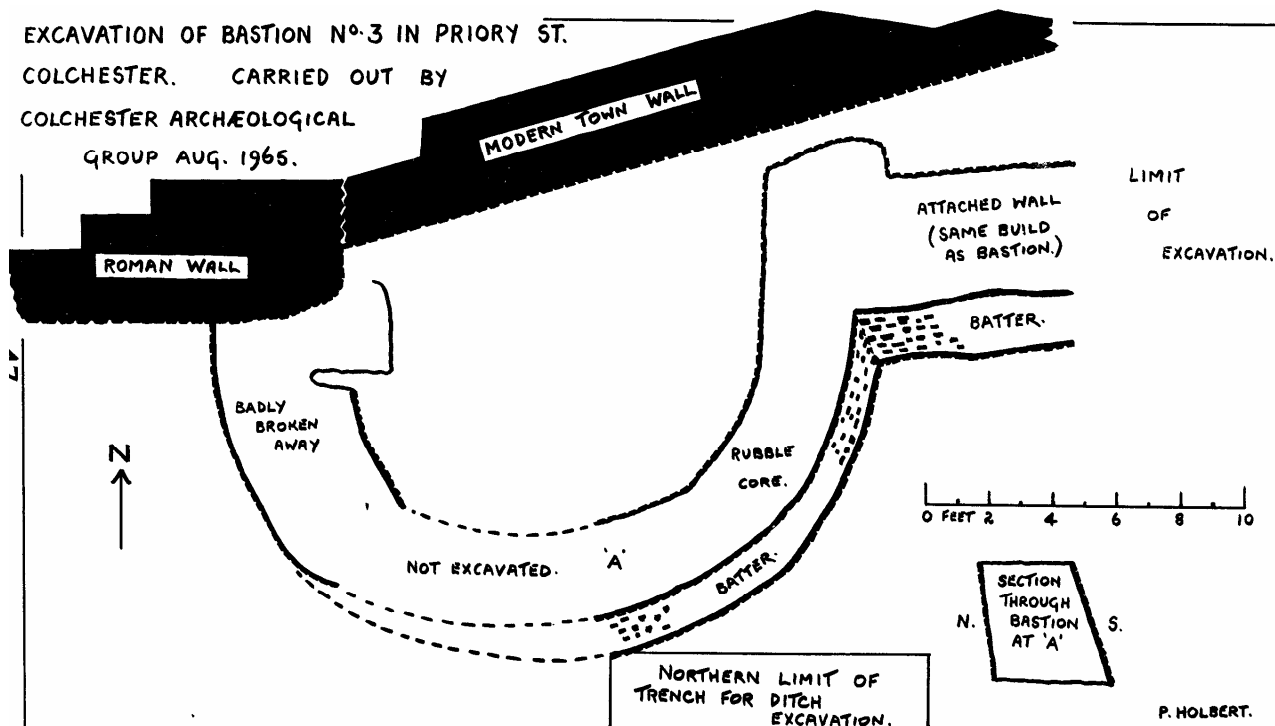 EXCAVATION OF BASTION No. 3 IN PRIORY ST.
COLCHESTER. CARRIED OUT BY
COLCHESTER ARCHÆOLOGICAL
GROUP AUG. 1965.
MODERN TOWN WALL
ROMAN WALL
ATTACHED WALL
(SAME BUILD
AS BASTION.)
LIMIT
OF
EXCAVATION.
BATTER.
BADLY
BROKEN
AWAY
N
RUBBLE
CORE.
0 FEET 2 4 6 8 10
NOT EXCAVATED.
'A'
BATTER.
SECTION
THROUGH
BASTION
AT 'A'
N.
S.
NORTHERN LIMIT OF
TRENCH FOR DITCH
EXCAVATION.
P. HOLBERT.